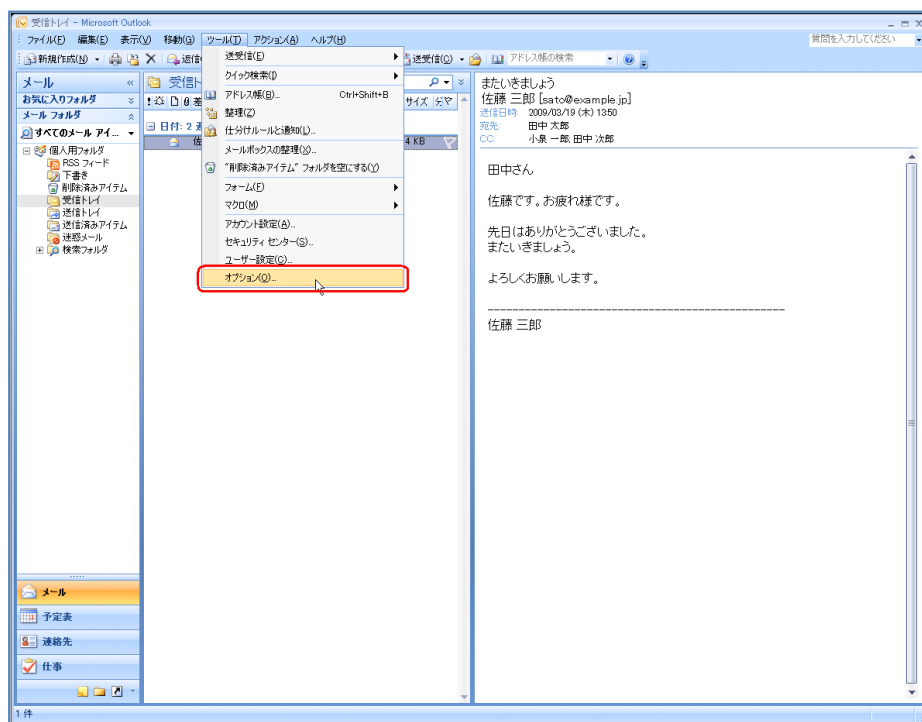 受信トレイ - Microsoft Outlook
ファイル(F) 編集(E) 表示(V) 移動(G) ツール(T) アクション(A) ヘルプ(H)
質問を入力してください
新規作成(N)
返信
送受信(C)
アドレス帳の検索
メール
お気に入りフォルダ
メール フォルダ
すべてのメール アイ...
個人用フォルダ
RSS フィード
下書き
削除済みアイテム
受信トレイ
送信トレイ
送信済みアイテム
迷惑メール
検索フォルダ
受信ト
差
サイズ 分
日付: 2 週
佐
4 KB
送受信(E)
クイック検索(I)
アドレス帳(B)... Ctrl+Shift+B
整理(Z)
仕分けルールと通知(L)...
メールボックスの整理(X)...
"削除済みアイテム" フォルダを空にする(Y)
フォーム(F)
マクロ(M)
アカウント設定(A)...
セキュリティ センター(S)...
ユーザー設定(C)...
オプション(O)...
またいきましょう
佐藤 三郎 [sato@example.jp]
送信日時: 2009/03/19 (木) 13:50
宛先: 田中 太郎
CC: 小泉 一郎; 田中 次郎
田中さん
佐藤です。お疲れ様です。
先日はありがとうございました。
またいきましょう。
よろしくお願いします。
--------------------------------------------------
佐藤 三郎
メール
予定表
連絡先
仕事
1 件